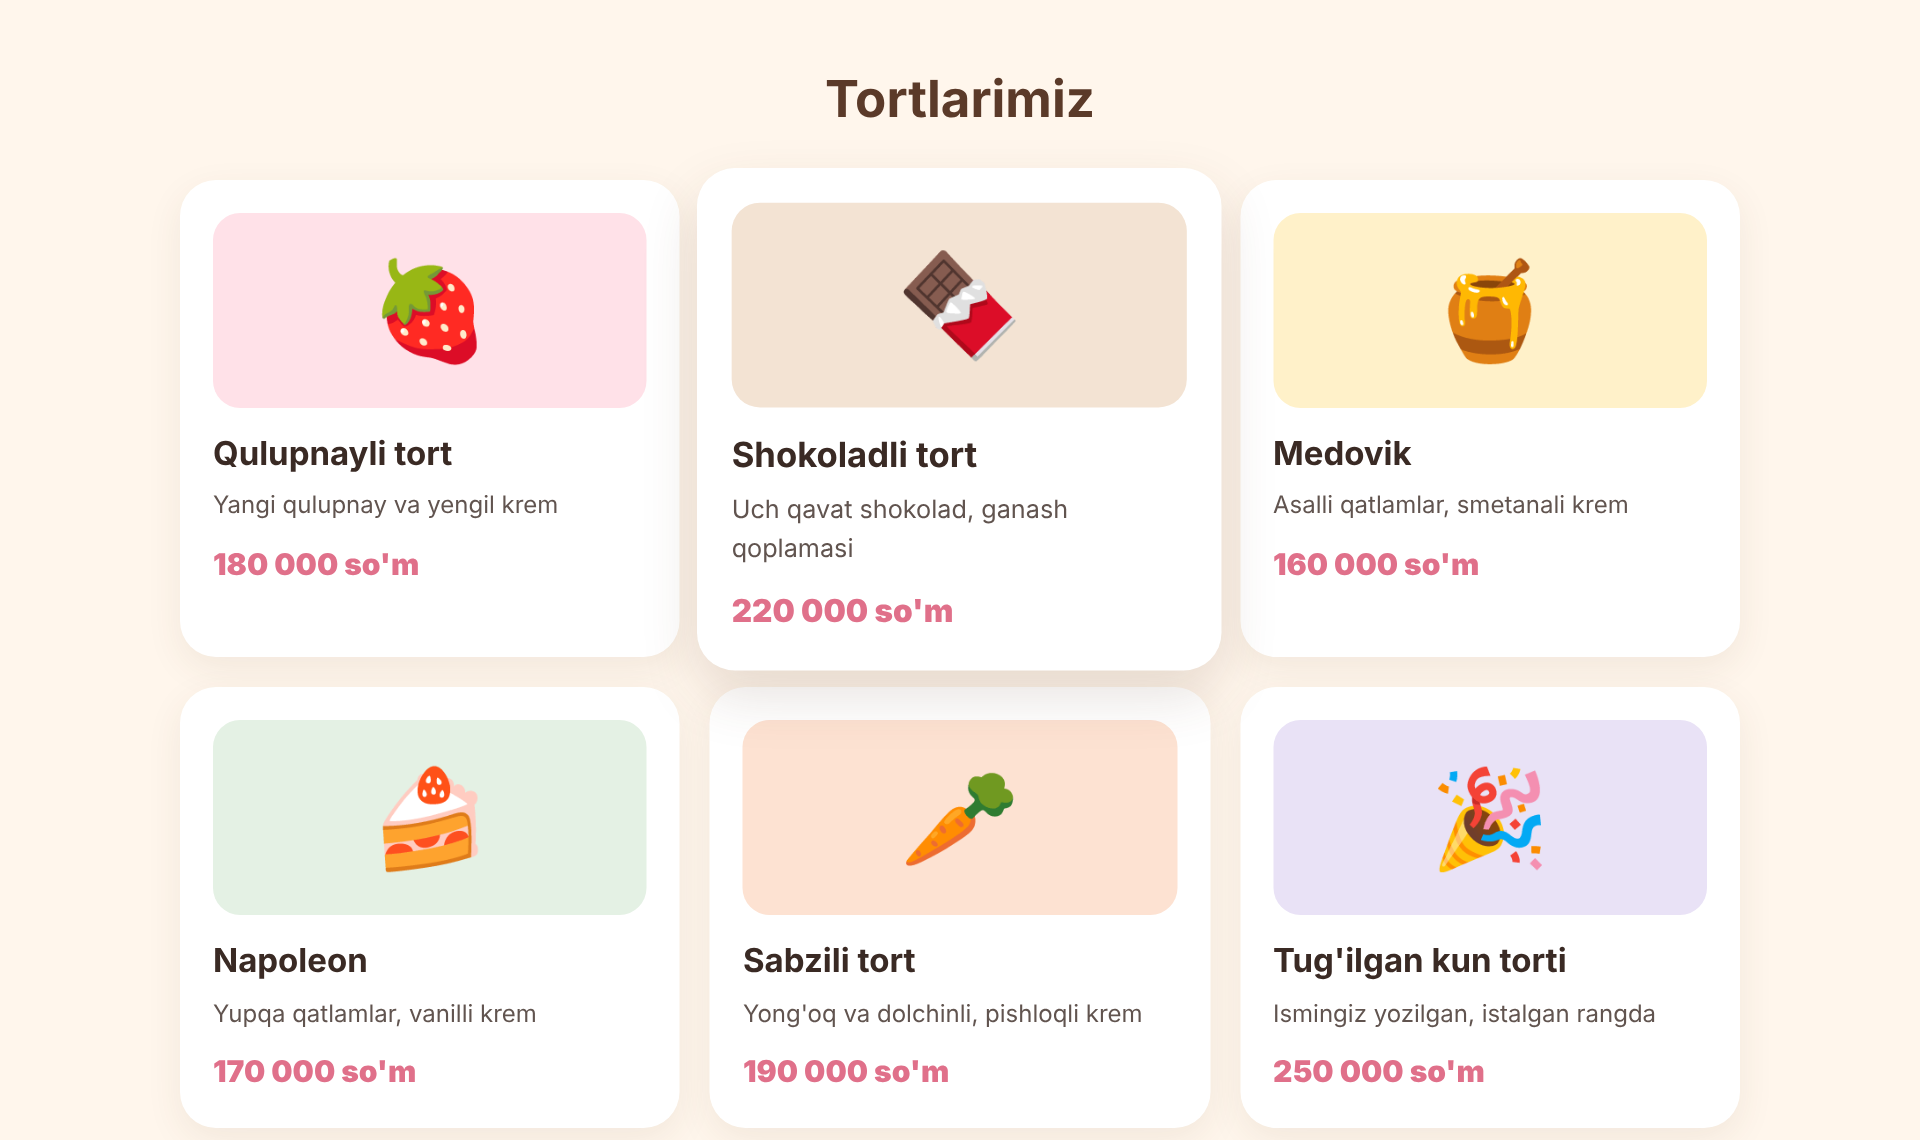 Tortlarimiz
Qulupnayli tort
Yangi qulupnay va yengil krem
180 000 so'm
Shokoladli tort
Uch qavat shokolad, ganash
qoplamasi
220 000 so'm
Medovik
Asalli qatlamlar, smetanali krem
160 000 so'm
Napoleon
Yupqa qatlamlar, vanilli krem
170 000 so'm
Sabzili tort
Yong'oq va dolchinli, pishloqli krem
190 000 so'm
Tug'ilgan kun torti
Ismingiz yozilgan, istalgan rangda
250 000 so'm